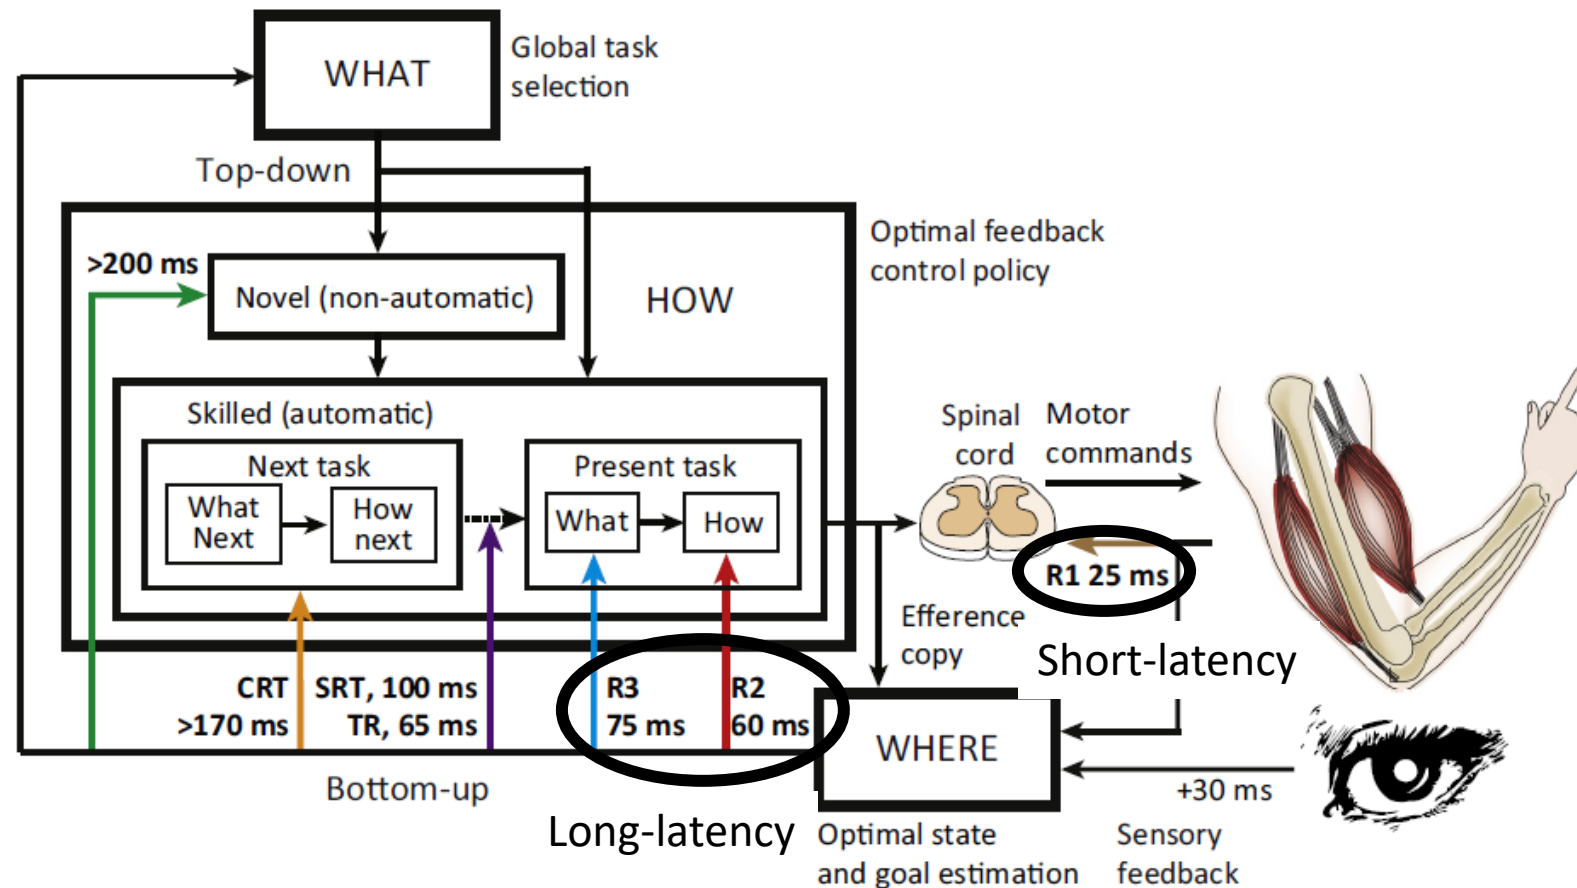 WHAT
Global task
selection
Top-down
Optimal feedback
control policy
>200 ms
Novel (non-automatic)
HOW
Skilled (automatic)
Next task
What
Next
How
next
Present task
What
How
Spinal
cord
Motor
commands
R1 25 ms
Efference
copy
Short-latency
CRT
>170 ms
SRT, 100 ms
TR, 65 ms
R3
75 ms
R2
60 ms
WHERE
+30 ms
Bottom-up
Long-latency
Optimal state
and goal estimation
Sensory
feedback